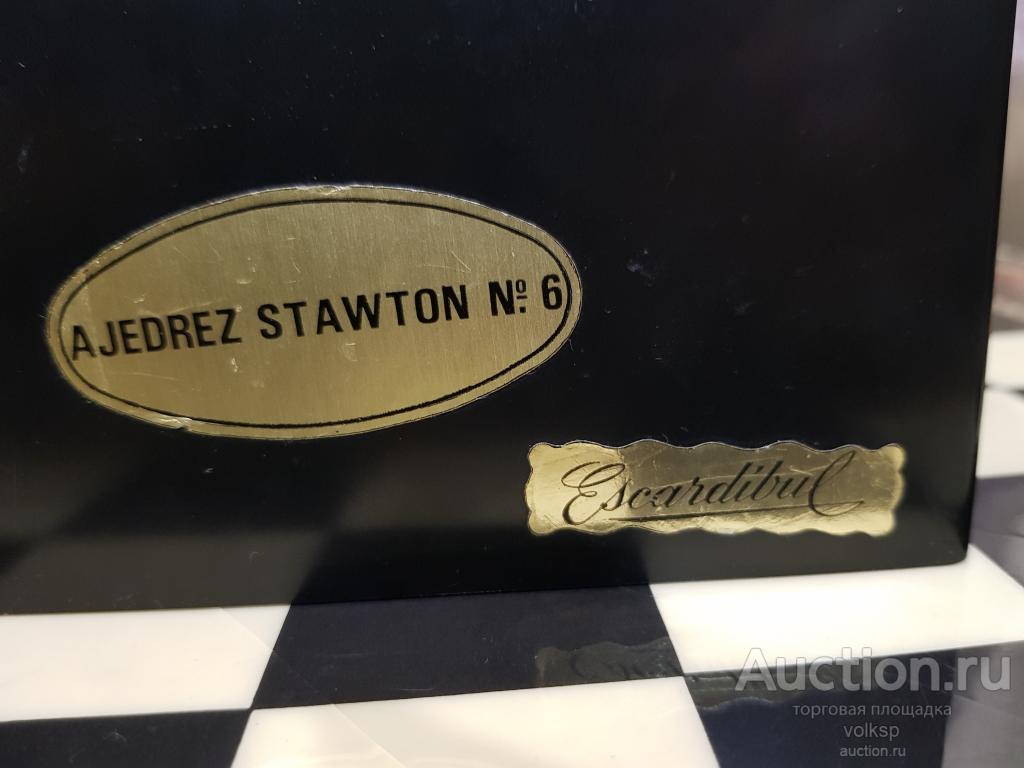 AJEDREZ STAWTON Nº 6
Escardibul
Auction.ru
торговая площадка
volksp
auction.ru